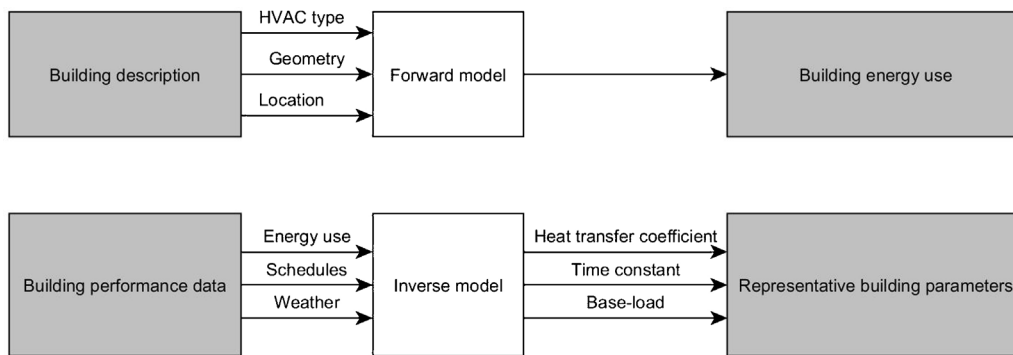 HVAC type
Building description
Geometry
Forward model
Building energy use
Location
Energy use
Heat transfer coefficient
Building performance data
Schedules
Inverse model
Time constant
Representative building parameters
Weather
Base-load